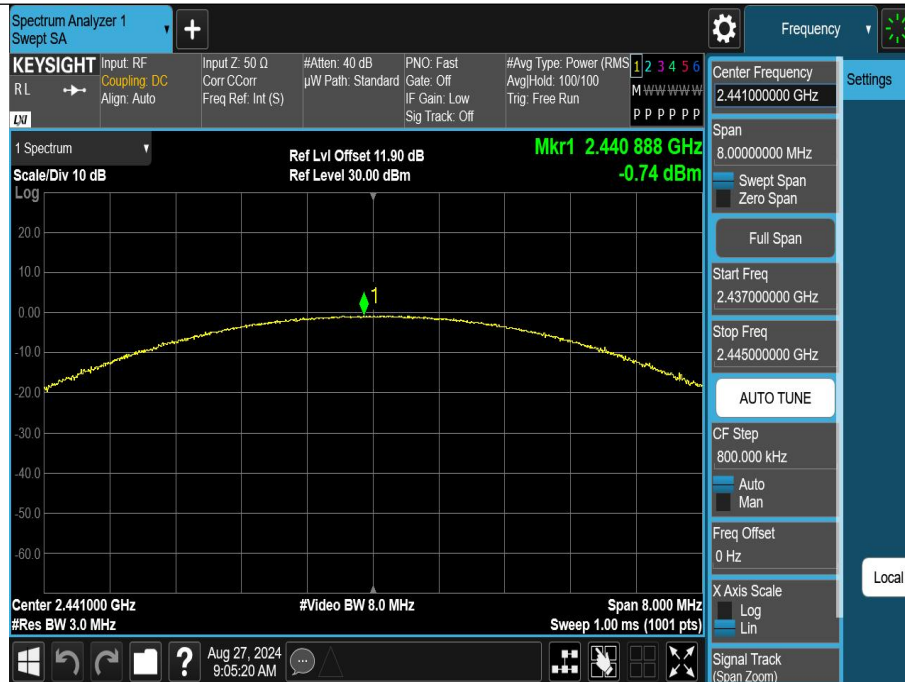 Spectrum Analyzer 1
Swept SA
Frequency
KEYSIGHT
R L
LXI
Input: RF
Coupling: DC
Align: Auto
Input Z: 50 Ω
Corr CCorr
Freq Ref: Int (S)
#Atten: 40 dB
µW Path: Standard
PNO: Fast
Gate: Off
IF Gain: Low
Sig Track: Off
#Avg Type: Power (RMS
Avg|Hold: 100/100
Trig: Free Run
1 2 3 4 5 6
M W W W W W
P P P P P P
1 Spectrum
Scale/Div 10 dB
Log
Ref Lvl Offset 11.90 dB
Ref Level 30.00 dBm
Mkr1 2.440 888 GHz
-0.74 dBm
20.0
10.0
0.00
-10.0
-20.0
-30.0
-40.0
-50.0
-60.0
1
Center 2.441000 GHz
#Res BW 3.0 MHz
#Video BW 8.0 MHz
Span 8.000 MHz
Sweep 1.00 ms (1001 pts)
Center Frequency
2.441000000 GHz
Span
8.00000000 MHz
Swept Span
Zero Span
Full Span
Start Freq
2.437000000 GHz
Stop Freq
2.445000000 GHz
AUTO TUNE
CF Step
800.000 kHz
Auto
Man
Freq Offset
0 Hz
X Axis Scale
Log
Lin
Signal Track
(Span Zoom)
Settings
Local
?
Aug 27, 2024
9:05:20 AM